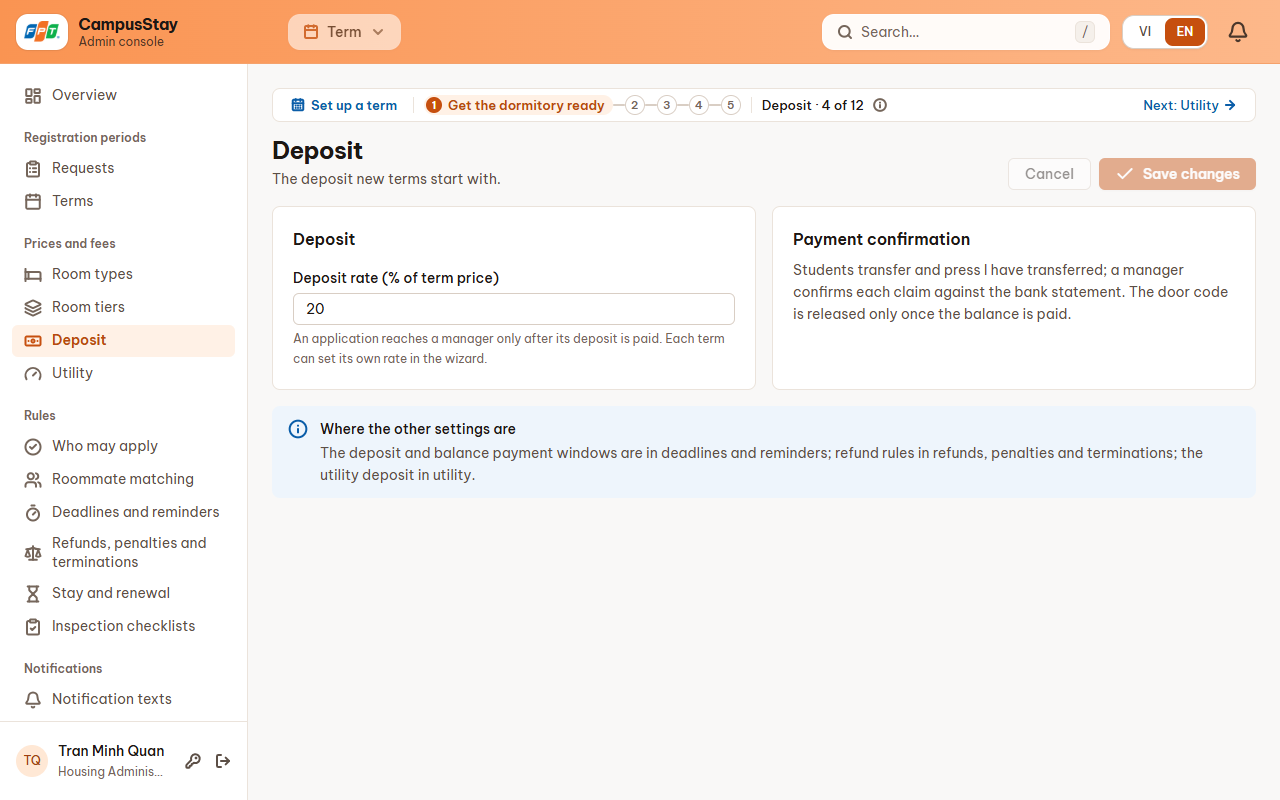 FPT
CampusStay
Admin console
Term
Search...
/
VI
EN
Overview
Registration periods
Requests
Terms
Prices and fees
Room types
Room tiers
Deposit
Utility
Rules
Who may apply
Roommate matching
Deadlines and reminders
Refunds, penalties and
terminations
Stay and renewal
Inspection checklists
Notifications
Notification texts
TQ
Tran Minh Quan
Housing Adminis...
Set up a term
1 Get the dormitory ready
2
3
4
5
Deposit · 4 of 12
Next: Utility
Deposit
The deposit new terms start with.
Cancel
Save changes
Deposit
Deposit rate (% of term price)
20
An application reaches a manager only after its deposit is paid. Each term
can set its own rate in the wizard.
Payment confirmation
Students transfer and press I have transferred; a manager
confirms each claim against the bank statement. The door code
is released only once the balance is paid.
Where the other settings are
The deposit and balance payment windows are in deadlines and reminders; refund rules in refunds, penalties and terminations; the
utility deposit in utility.